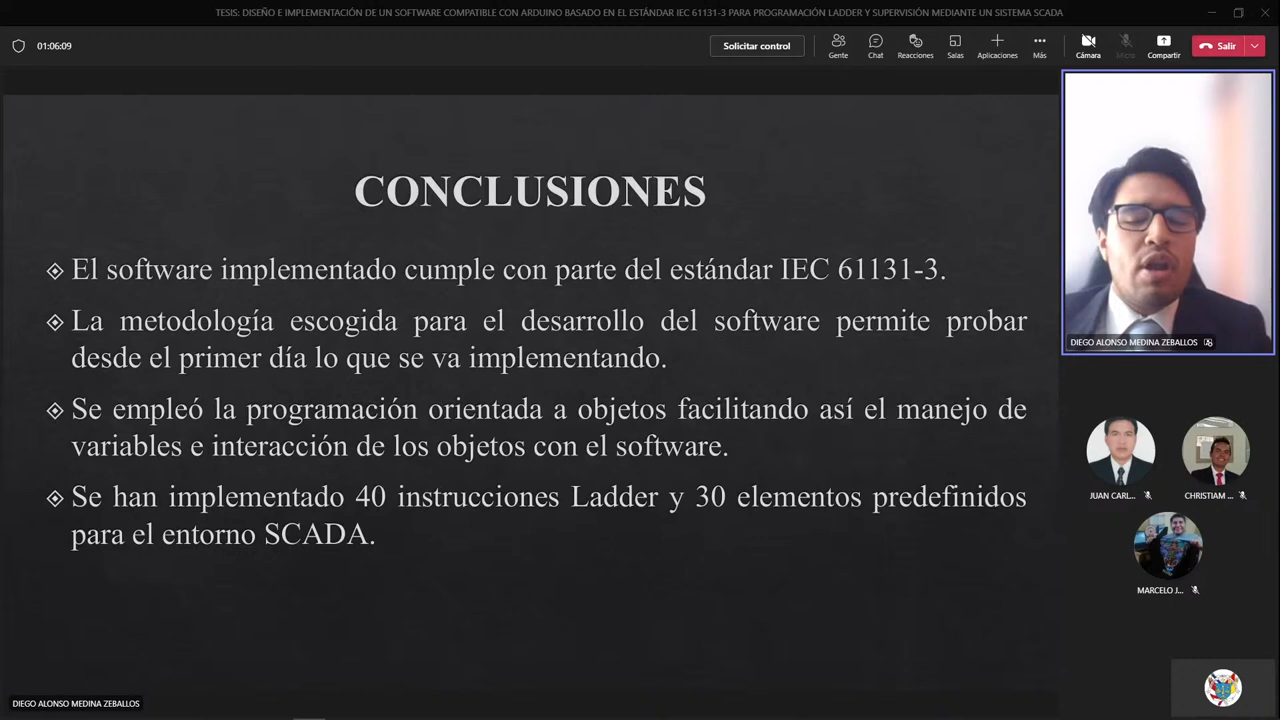 TESIS: DISEÑO E IMPLEMENTACIÓN DE UN SOFTWARE COMPATIBLE CON ARDUINO BASADO EN EL ESTÁNDAR IEC 61131-3 PARA PROGRAMACIÓN LADDER Y SUPERVISIÓN MEDIANTE UN SISTEMA SCADA
01:06:09
Solicitar control
Gente
Chat
Reacciones
Salas
Aplicaciones
Más
Cámara
Micro
Compartir
Salir
CONCLUSIONES
El software implementado cumple con parte del estándar IEC 61131-3.
La metodología escogida para el desarrollo del software permite probar
desde el primer día lo que se va implementando.
Se empleó la programación orientada a objetos facilitando así el manejo de
variables e interacción de los objetos con el software.
Se han implementado 40 instrucciones Ladder y 30 elementos predefinidos
para el entorno SCADA.
DIEGO ALONSO MEDINA ZEBALLOS
JUAN CARL...
CHRISTIAM ...
MARCELO J...
DIEGO ALONSO MEDINA ZEBALLOS